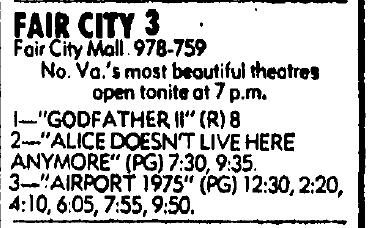 FAIR CITY 3
Fair City Mall. 978-759
No. Va.'s most beautiful theatres
open tonite at 7 p.m.
1—"GODFATHER II" (R) 8
2—"ALICE DOESN'T LIVE HERE
ANYMORE" (PG) 7:30, 9:35.
3—"AIRPORT 1975" (PG) 12:30, 2:20,
4:10, 6:05, 7:55, 9:50.